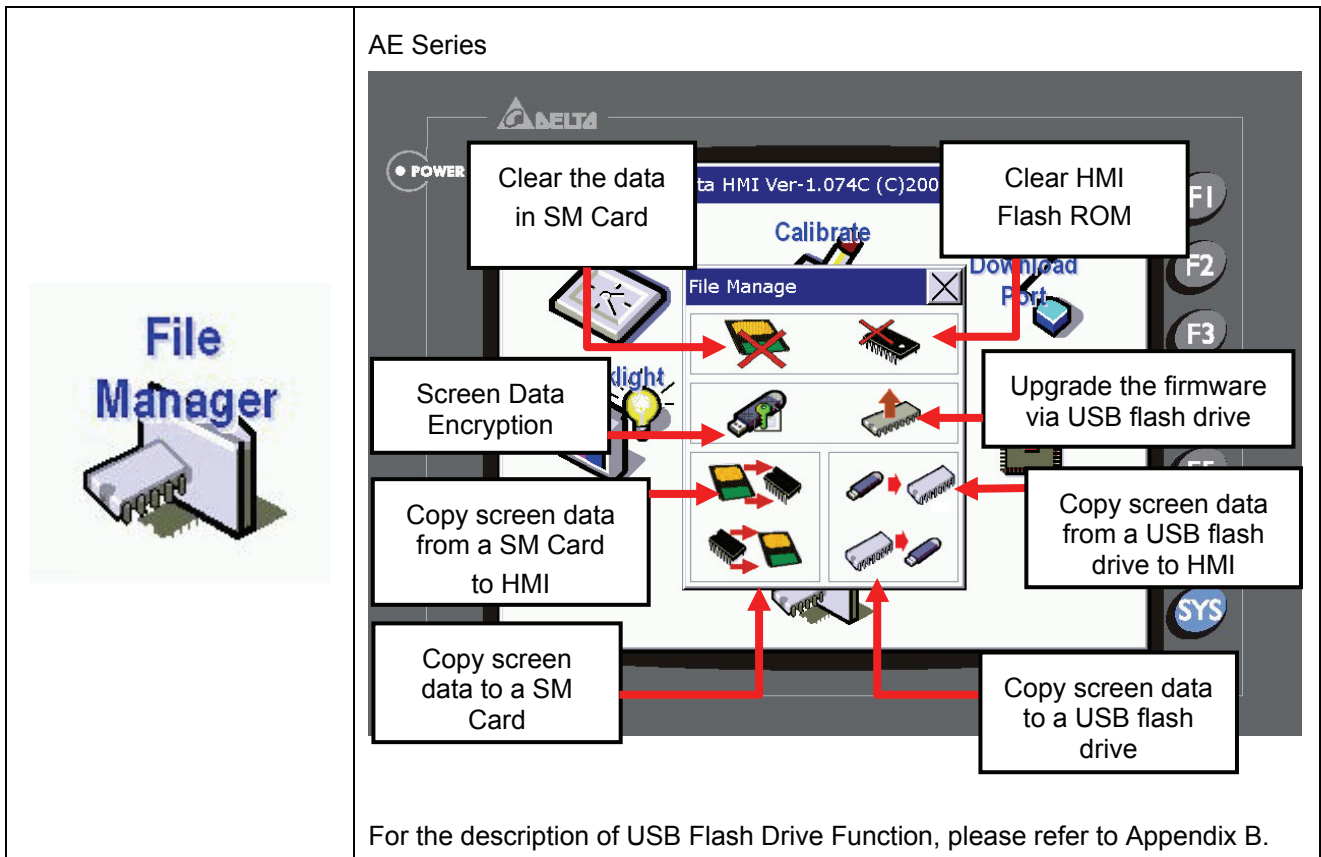 File
Manager
AE Series
DELTA
POWER
Clear the data
in SM Card
ta HMI Ver-1.074C (C)200
Clear HMI
Flash ROM
F1
Calibrate
Download
Port
F2
File Manage
F3
light
Screen Data
Encryption
Upgrade the firmware
via USB flash drive
Copy screen data
from a SM Card
to HMI
Copy screen data
from a USB flash
drive to HMI
SYS
Copy screen
data to a SM
Card
Copy screen data
to a USB flash
drive
For the description of USB Flash Drive Function, please refer to Appendix B.